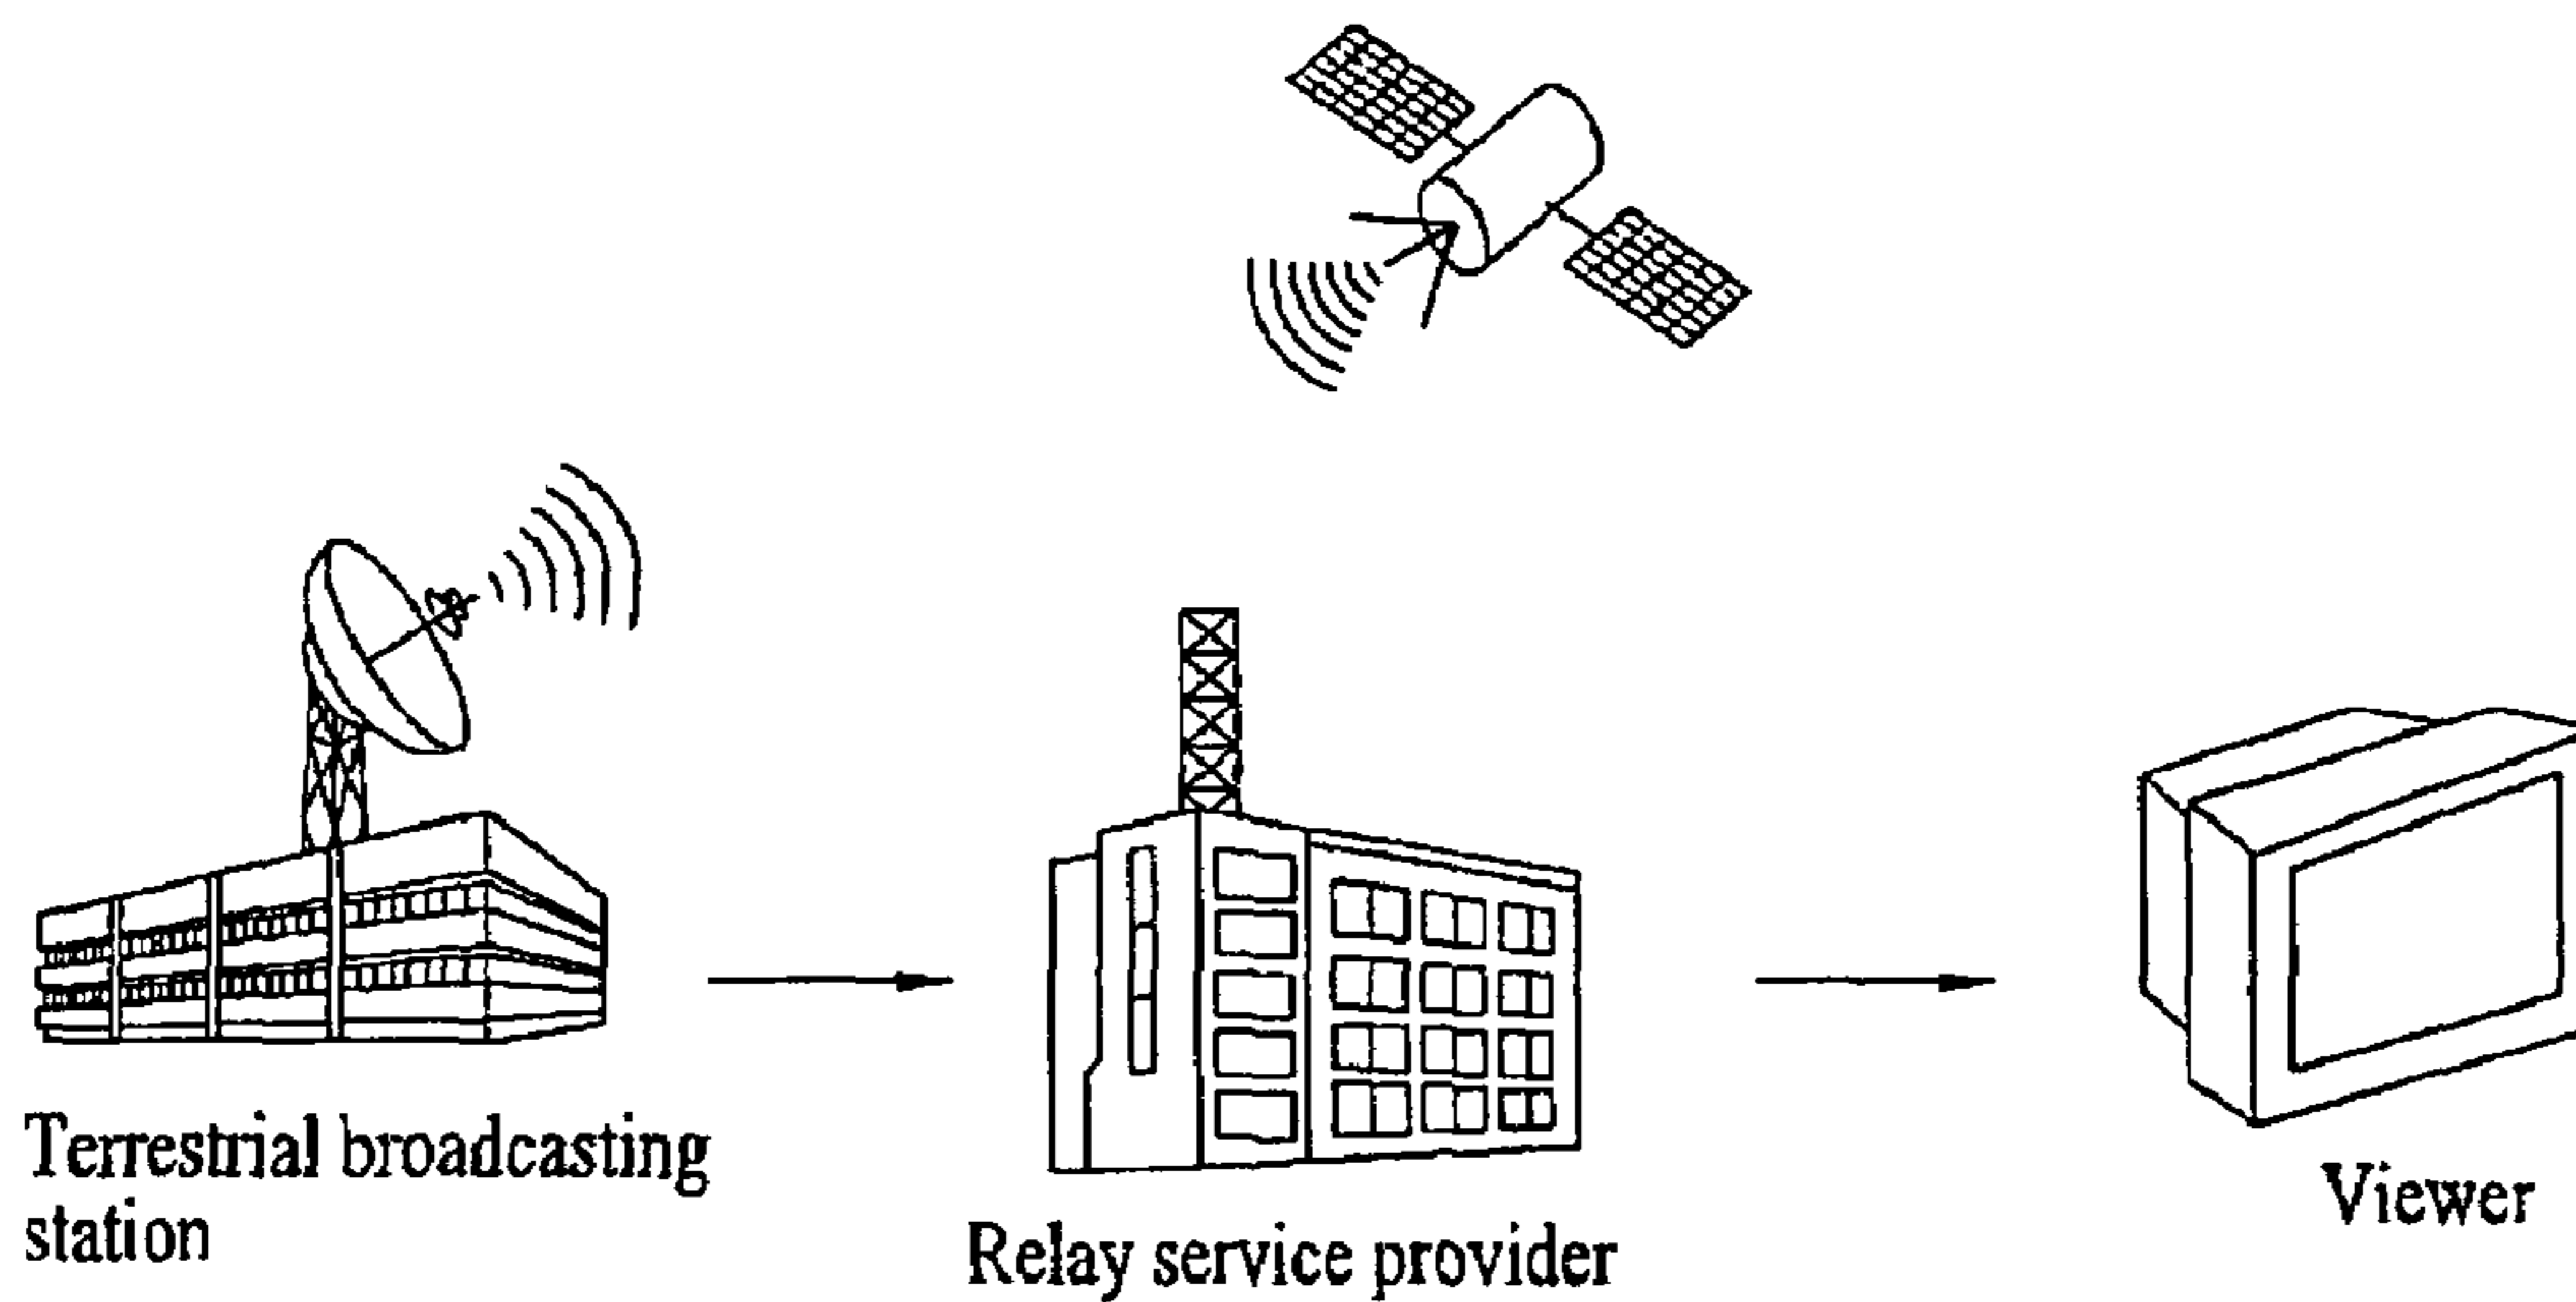 Terrestrial broadcasting
station
Relay service provider
Viewer